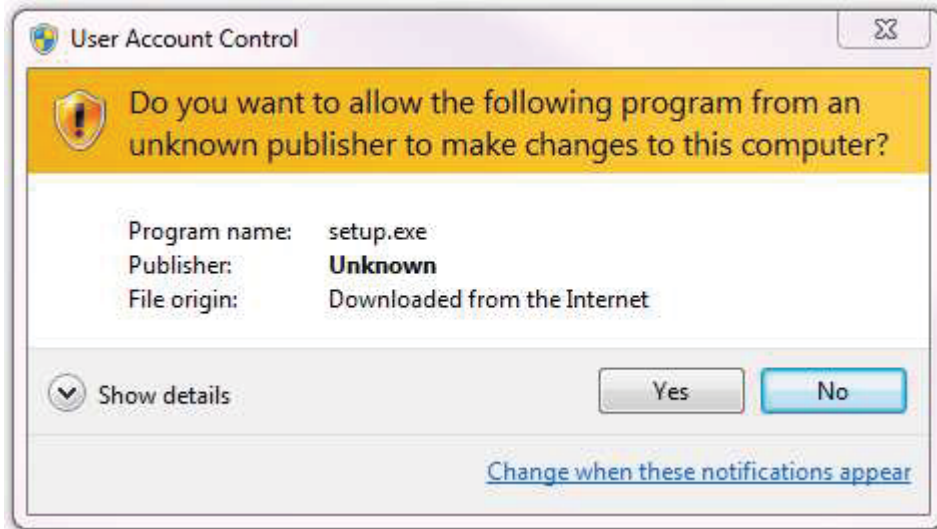 User Account Control
Do you want to allow the following program from an
unknown publisher to make changes to this computer?
Program name: setup.exe
Publisher: Unknown
File origin: Downloaded from the Internet
Show details Yes No
Change when these notifications appear